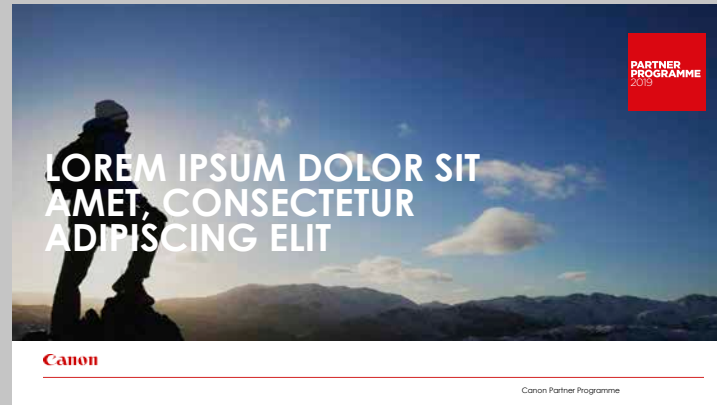 PARTNER
PROGRAMME
2019
LOREM IPSUM DOLOR SIT
AMET, CONSECTETUR
ADIPISCING ELIT
Canon
Canon Partner Programme